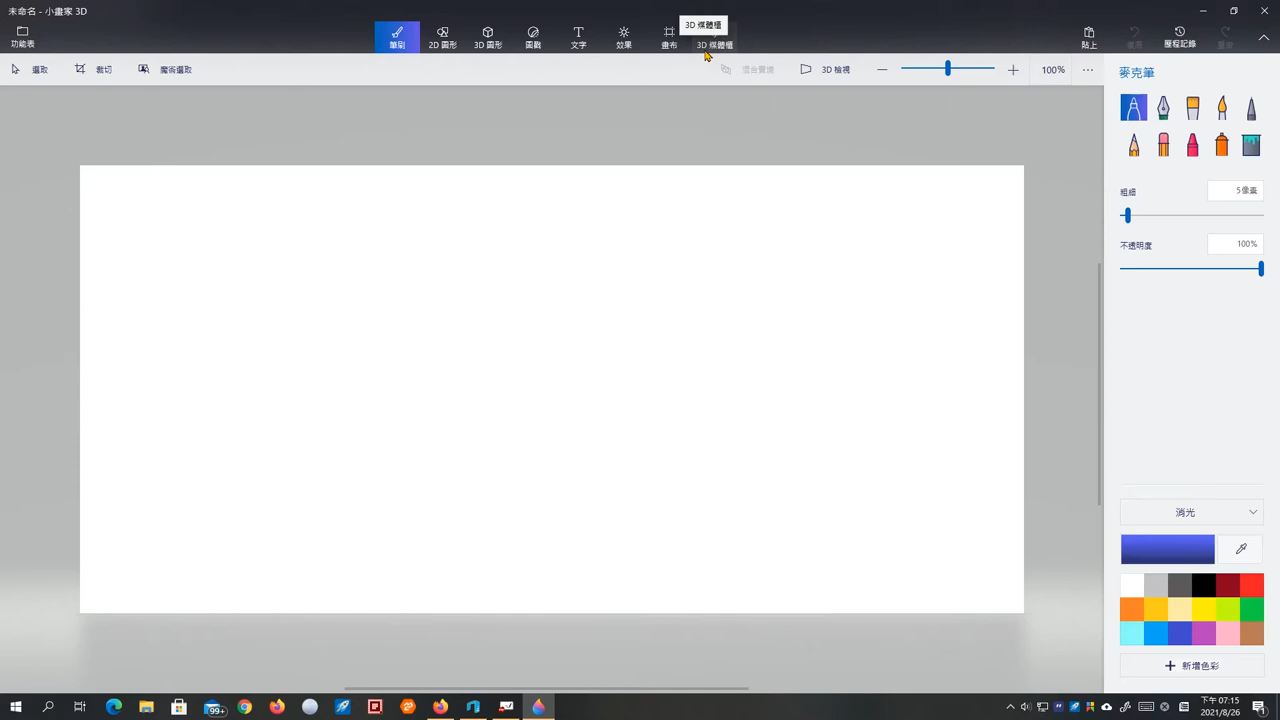 未命名 - 小畫家 3D
3D 媒體櫃
功能表
筆刷
2D 圖形
3D 圖形
圖戳
文字
效果
畫布
3D 媒體櫃
貼上
復原
歷程記錄
重做
選取
裁切
魔術選取
混合實境
3D 檢視
100%
麥克筆
粗細
5像素
不透明度
100%
消光
新增色彩
99+
下午 07:15
2021/8/26